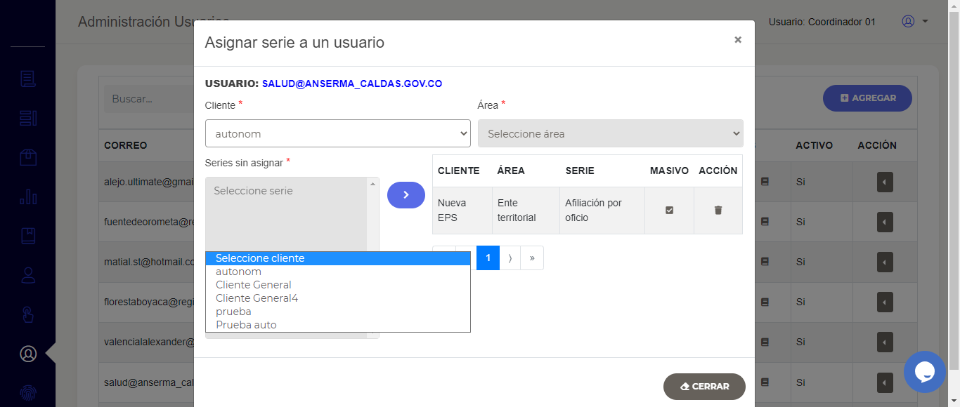 Administración Usuarios
Usuario: Coordinador 01
Asignar serie a un usuario
×
USUARIO: SALUD@ANSERMA_CALDAS.GOV.CO
Cliente *
Área *
autonom
Seleccione área
Series sin asignar *
Seleccione serie
CLIENTE ÁREA SERIE MASIVO ACCIÓN
Nueva EPS
Ente territorial
Afiliación por oficio
1 ⟩ »
Seleccione cliente
autonom
Cliente General
Cliente General4
prueba
Prueba auto
CERRAR
Buscar...
AGREGAR
CORREO
ACTIVO ACCIÓN
alejo.ultimate@gmai
Si
fuentedeorometa@re
Si
matial.st@hotmail.co
Si
florestaboyaca@regi
Si
valencialalexander@
Si
salud@anserma_cal
Si